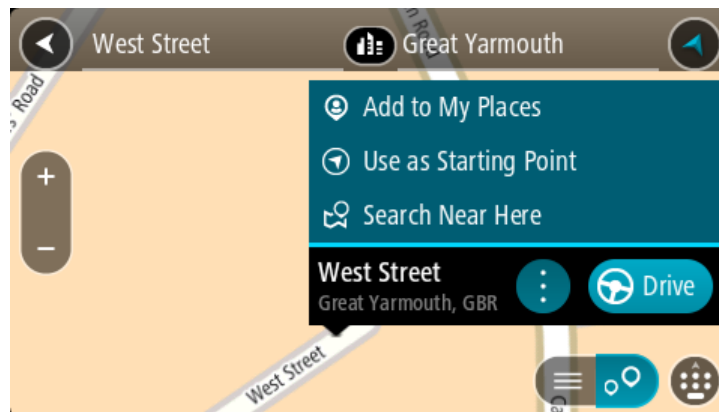 West Street
Great Yarmouth
Road
Road
Add to My Places
Use as Starting Point
Search Near Here
West Street
Great Yarmouth, GBR
Drive
West Street